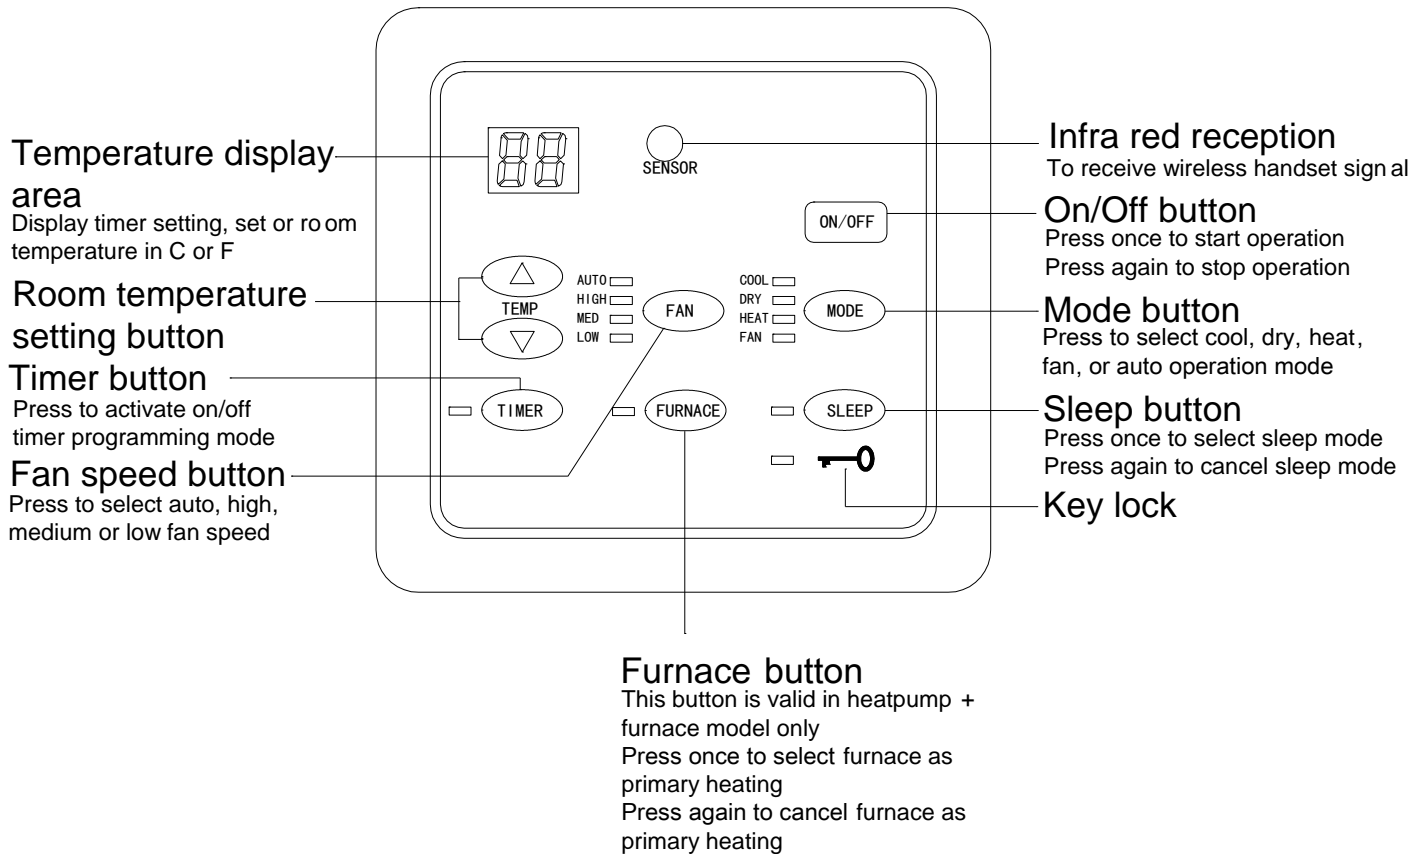 Temperature display
area
Display timer setting, set or room
temperature in C or F
Room temperature
setting button
Timer button
Press to activate on/off
timer programming mode
Fan speed button
Press to select auto, high,
medium or low fan speed
88
SENSOR
ON/OFF
TEMP
AUTO
HIGH
MED
LOW
FAN
COOL
DRY
HEAT
FAN
MODE
TIMER
FURNACE
SLEEP
Infra red reception
To receive wireless handset signal
On/Off button
Press once to start operation
Press again to stop operation
Mode button
Press to select cool, dry, heat,
fan, or auto operation mode
Sleep button
Press once to select sleep mode
Press again to cancel sleep mode
Key lock
Furnace button
This button is valid in heatpump +
furnace model only
Press once to select furnace as
primary heating
Press again to cancel furnace as
primary heating